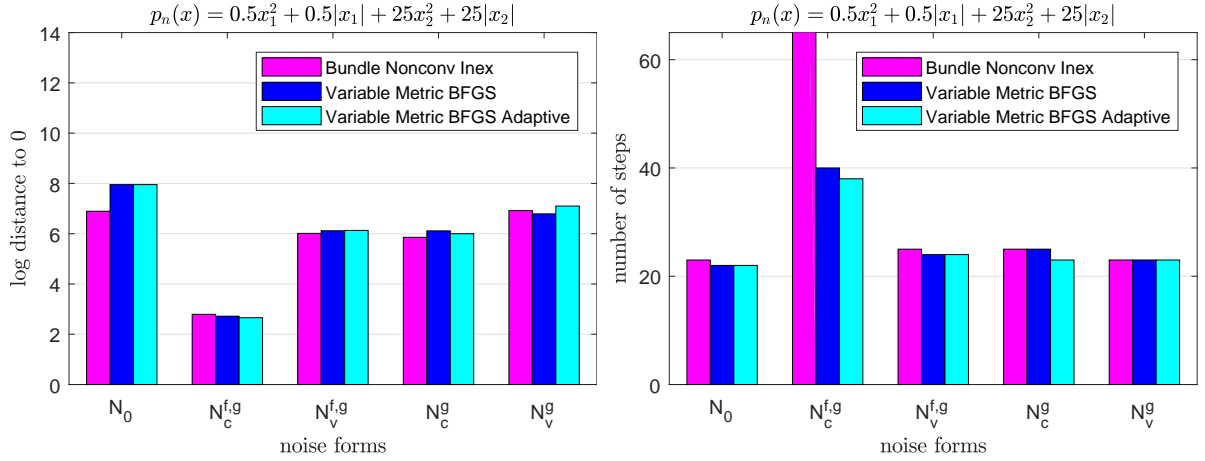 p_n(x) = 0.5x_1^2 + 0.5|x_1| + 25x_2^2 + 25|x_2|
14
12
10
8
6
4
2
0
log distance to 0
Bundle Nonconv Inex
Variable Metric BFGS
Variable Metric BFGS Adaptive
N_0
N_c^{f,g}
N_v^{f,g}
N_c^g
N_v^g
noise forms
p_n(x) = 0.5x_1^2 + 0.5|x_1| + 25x_2^2 + 25|x_2|
60
40
20
0
number of steps
Bundle Nonconv Inex
Variable Metric BFGS
Variable Metric BFGS Adaptive
N_0
N_c^{f,g}
N_v^{f,g}
N_c^g
N_v^g
noise forms